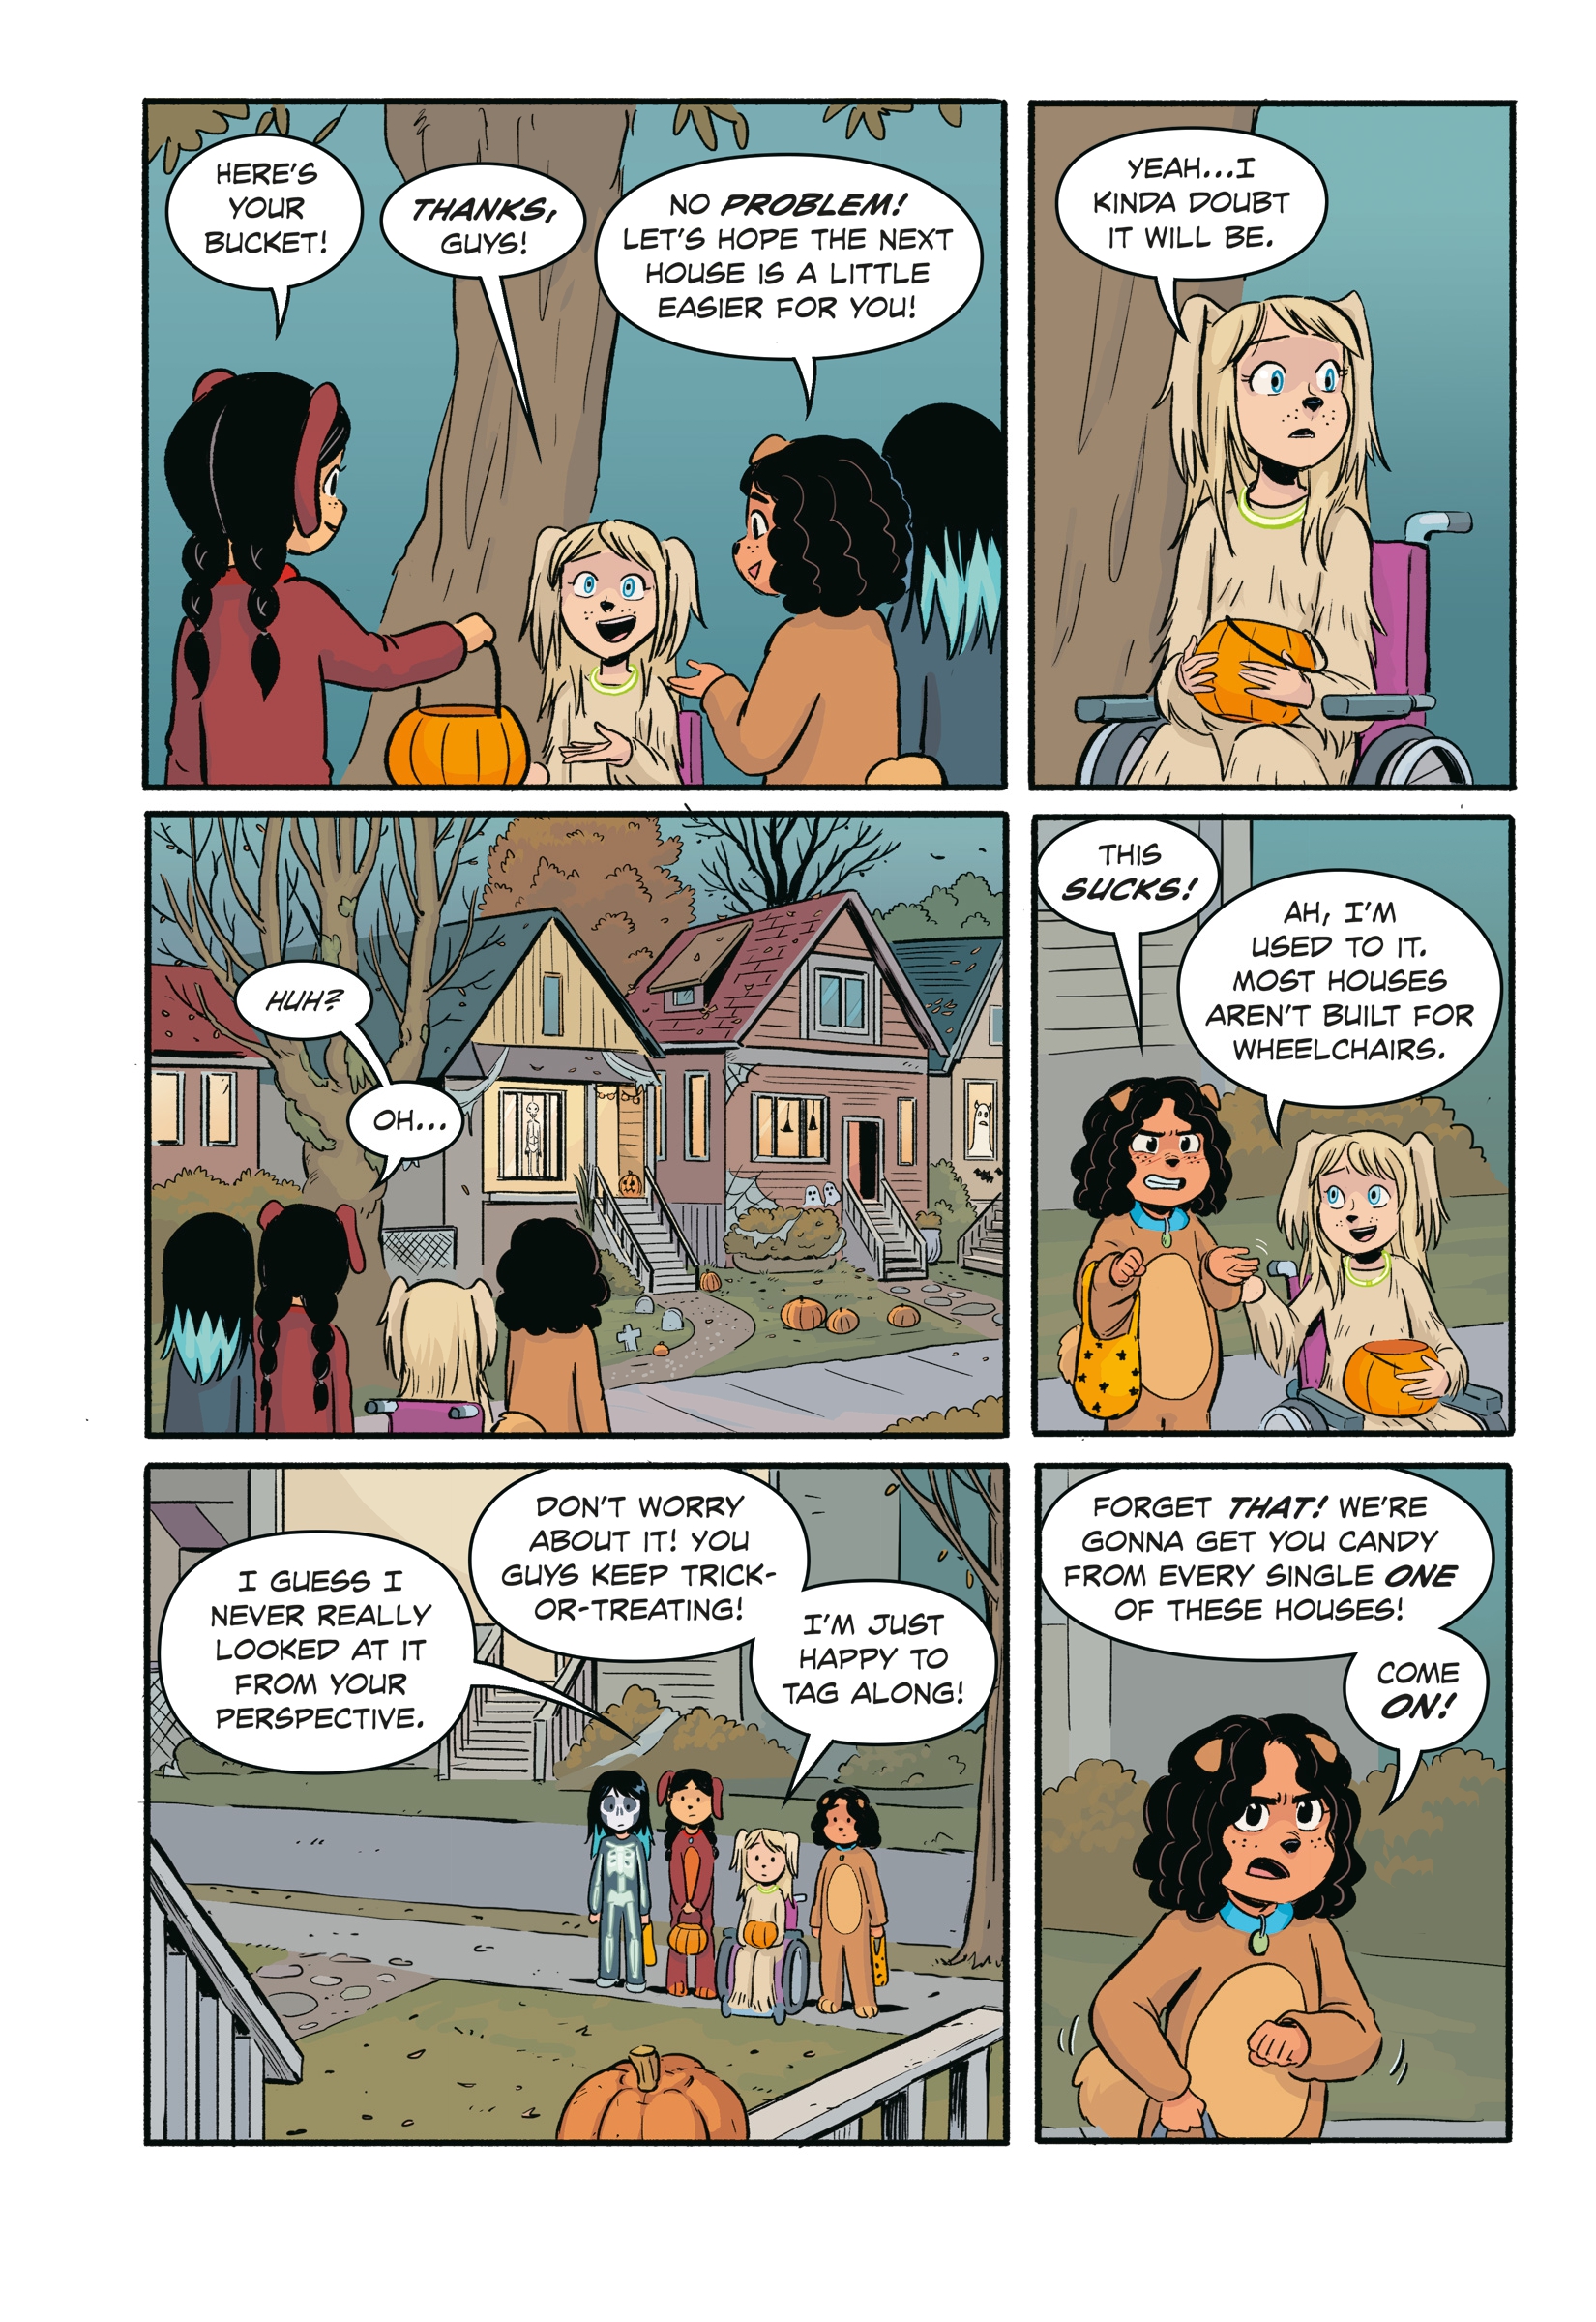 HERE'S
YOUR
BUCKET!
THANKS,
GUYS!
NO PROBLEM!
LET'S HOPE THE NEXT
HOUSE IS A LITTLE
EASIER FOR YOU!
YEAH...I
KINDA DOUBT
IT WILL BE.
HUH?
OH...
THIS
SUCKS!
AH, I'M
USED TO IT.
MOST HOUSES
AREN'T BUILT FOR
WHEELCHAIRS.
I GUESS I
NEVER REALLY
LOOKED AT IT
FROM YOUR
PERSPECTIVE.
DON'T WORRY
ABOUT IT! YOU
GUYS KEEP TRICK-
OR-TREATING!
I'M JUST
HAPPY TO
TAG ALONG!
FORGET THAT! WE'RE
GONNA GET YOU CANDY
FROM EVERY SINGLE ONE
OF THESE HOUSES!
COME
ON!